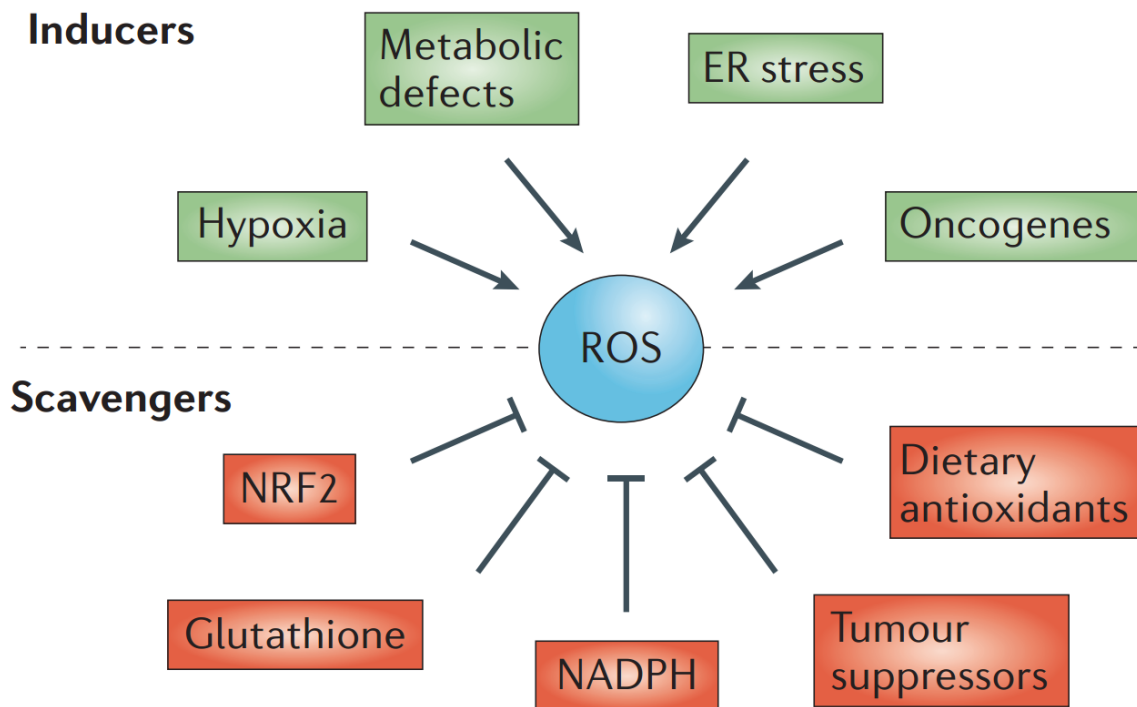 Inducers
Metabolic
defects
ER stress
Hypoxia
Oncogenes
ROS
Scavengers
NRF2
Dietary
antioxidants
Glutathione
NADPH
Tumour
suppressors